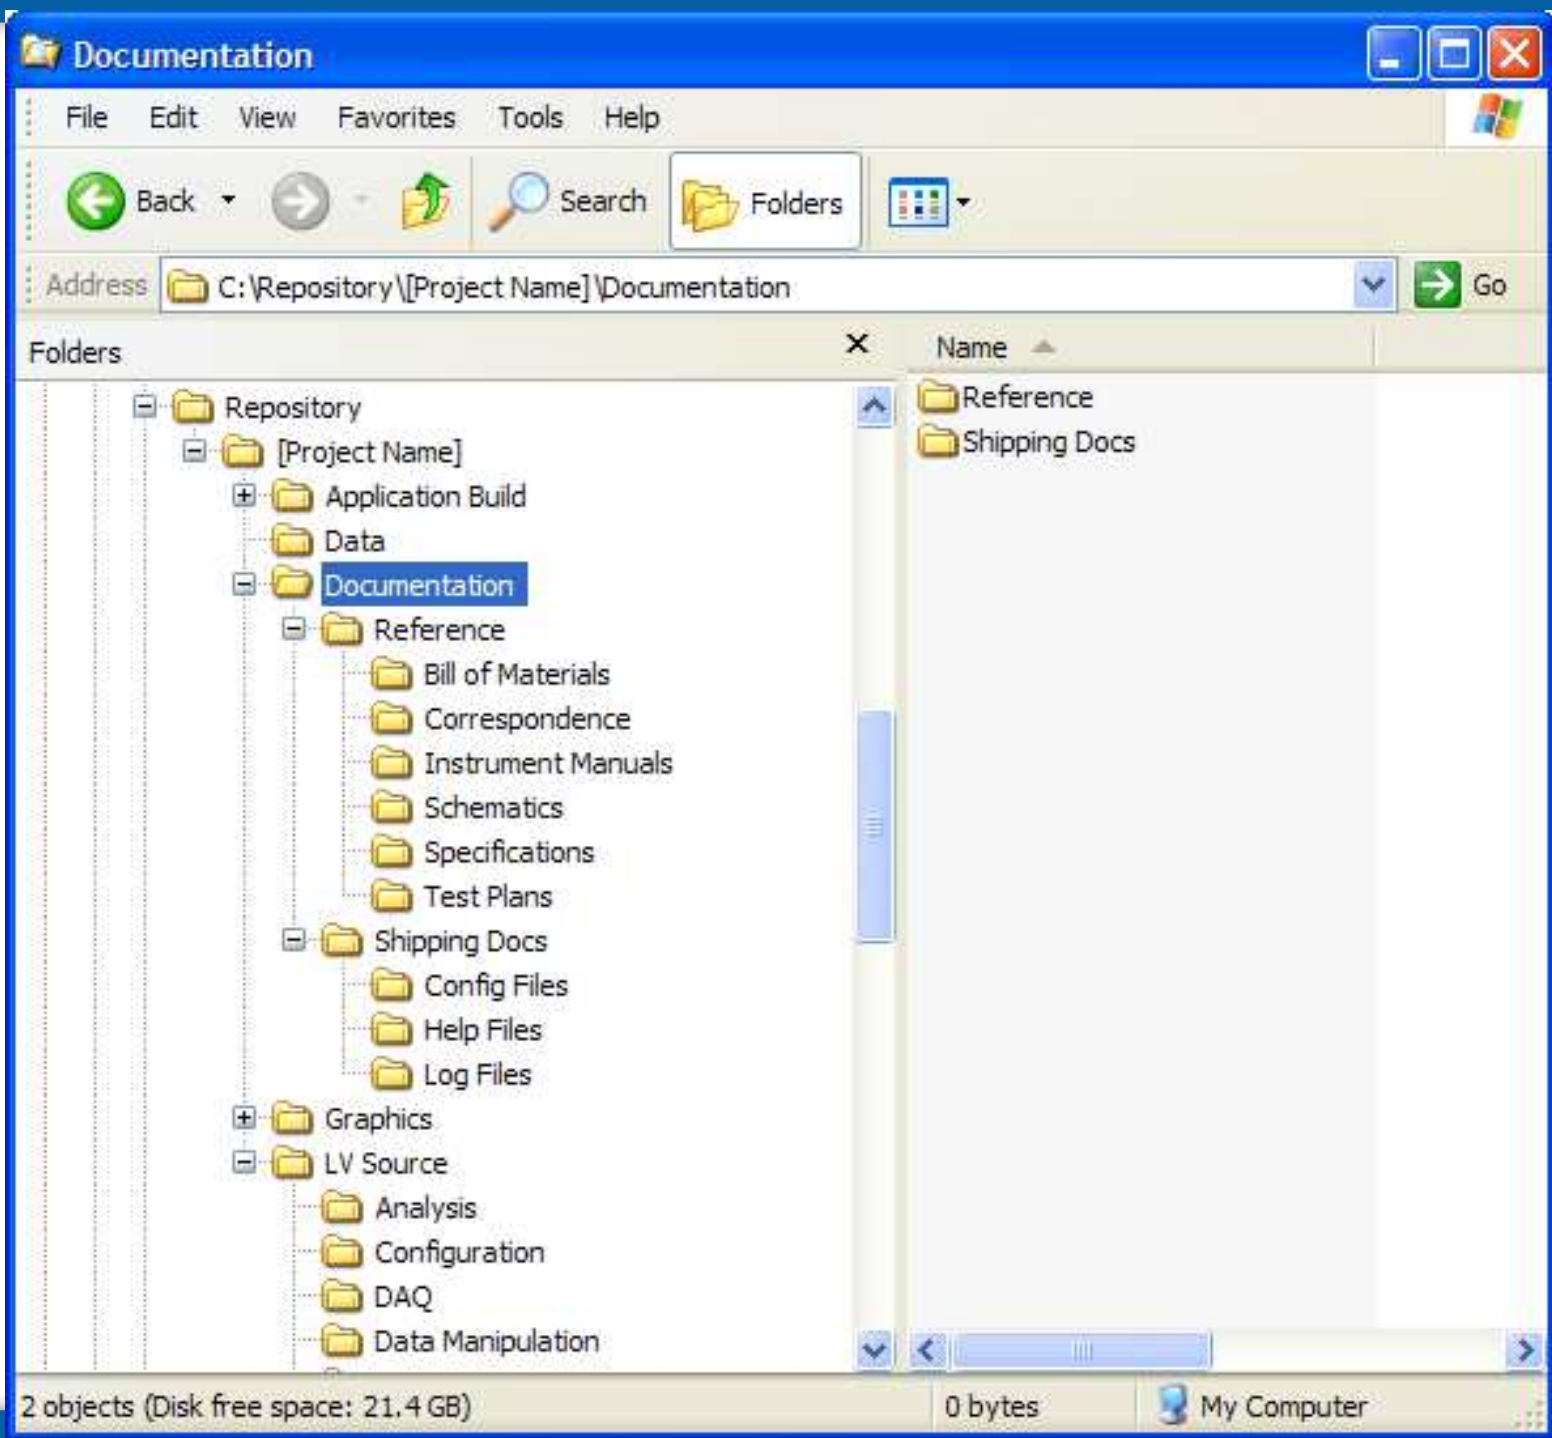 Documentation
File Edit View Favorites Tools Help
Back Search Folders
Address C:\Repository\[Project Name]\Documentation Go
Folders
Name
Repository
[Project Name]
Application Build
Data
Documentation
Reference
Bill of Materials
Correspondence
Instrument Manuals
Schematics
Specifications
Test Plans
Shipping Docs
Config Files
Help Files
Log Files
Graphics
LV Source
Analysis
Configuration
DAQ
Data Manipulation
Reference
Shipping Docs
2 objects (Disk free space: 21.4 GB) 0 bytes My Computer